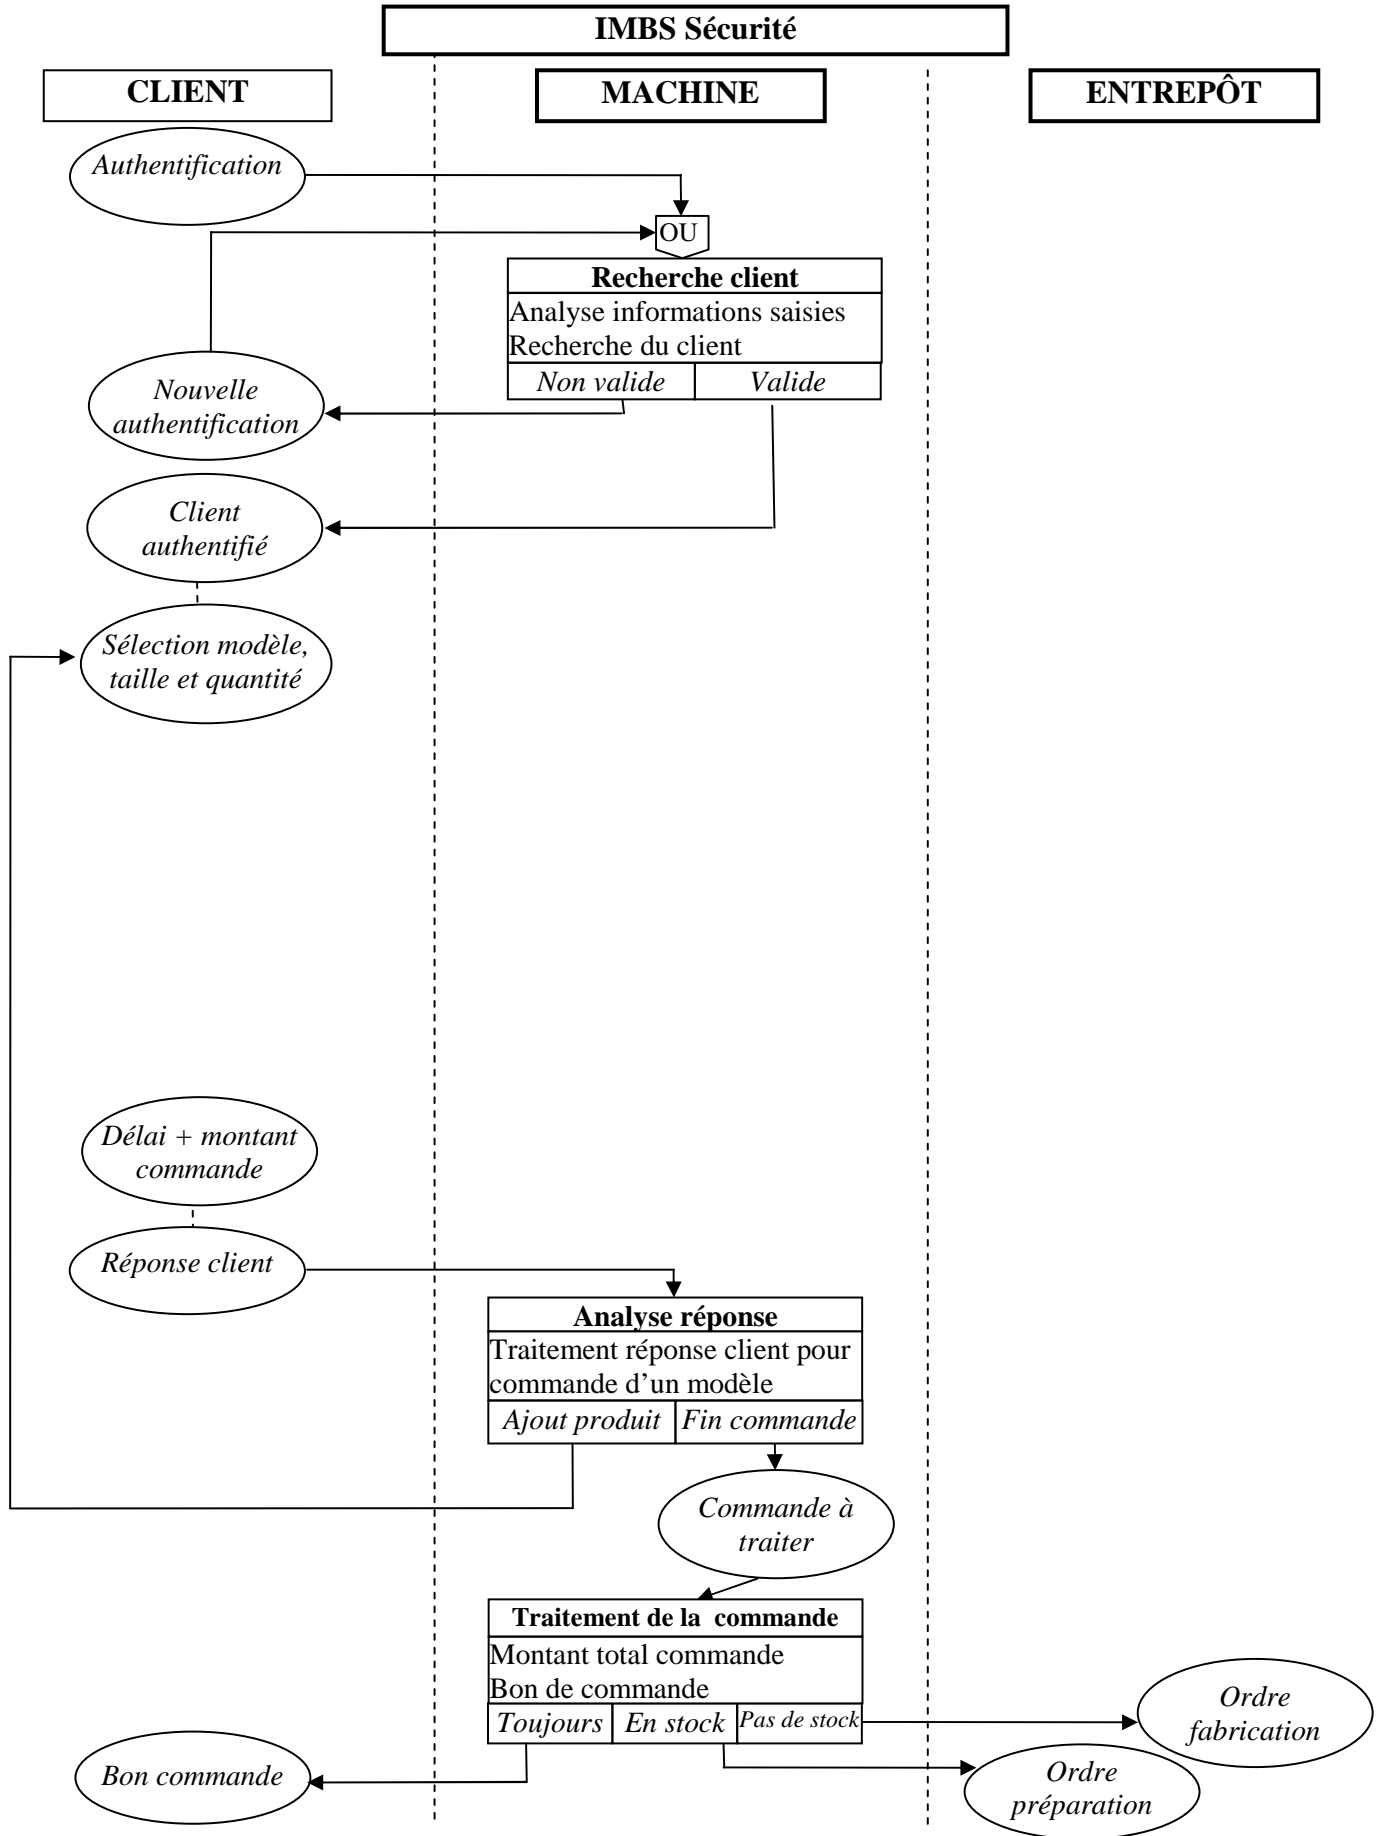 IMBS Sécurité
CLIENT
MACHINE
ENTREPÔT
Authentification
OU
Recherche client
Analyse informations saisies
Recherche du client
Non valide
Valide
Nouvelle
authentification
Client
authentifié
Sélection modèle,
taille et quantité
Délai + montant
commande
Réponse client
Analyse réponse
Traitement réponse client pour
commande d'un modèle
Ajout produit
Fin commande
Commande à
traiter
Traitement de la commande
Montant total commande
Bon de commande
Toujours
En stock
Pas de stock
Ordre
fabrication
Bon commande
Ordre
préparation